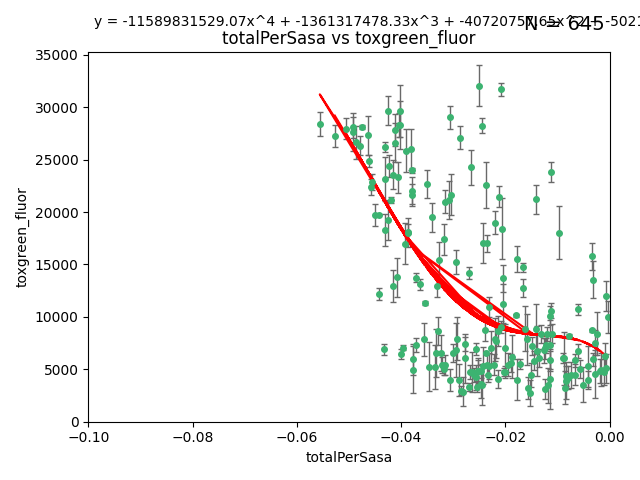 y = -11589831529.07x^4 + -1361317478.33x^3 + -5021
N = 645
totalPerSasa vs toxgreen_fluor
35000
30000
25000
20000
15000
10000
5000
0
toxgreen_fluor
−0.10
−0.08
−0.06
−0.04
−0.02
0.00
totalPerSasa